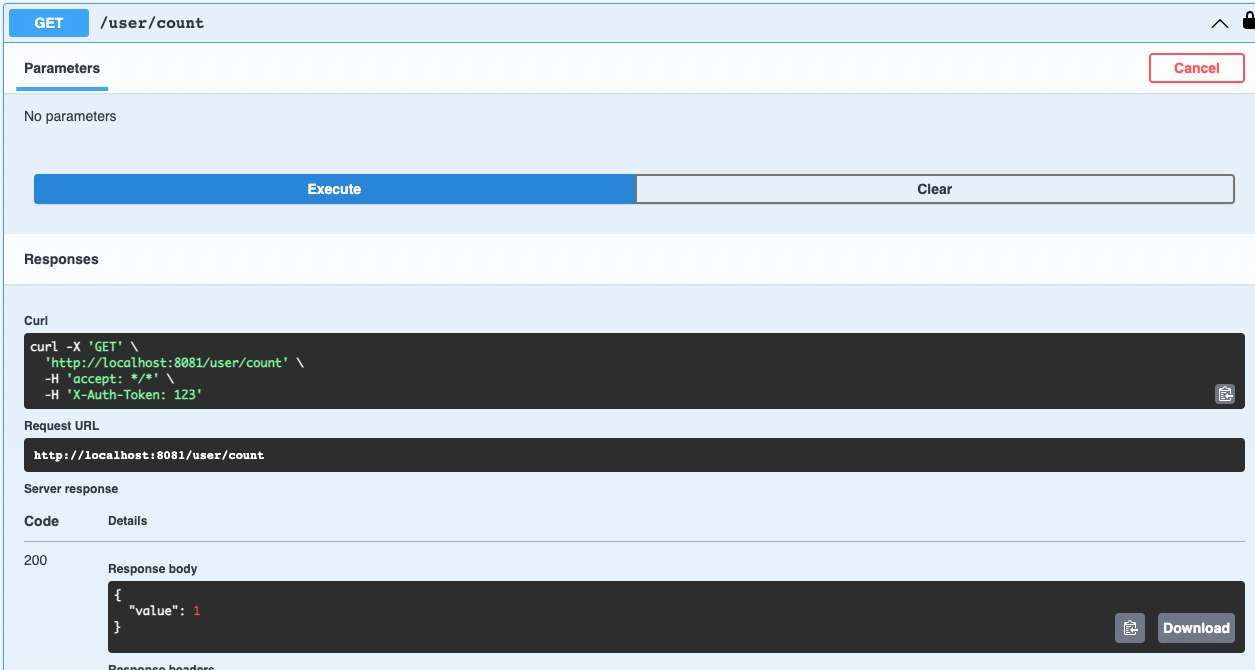 GET /user/count
Parameters
Cancel
No parameters
Execute
Clear
Responses
Curl
curl -X 'GET' \
  'http://localhost:8081/user/count' \
  -H 'accept: */*' \
  -H 'X-Auth-Token: 123'
Request URL
http://localhost:8081/user/count
Server response
Code Details
200
Response body
{
  "value": 1
}
Download
Response headers